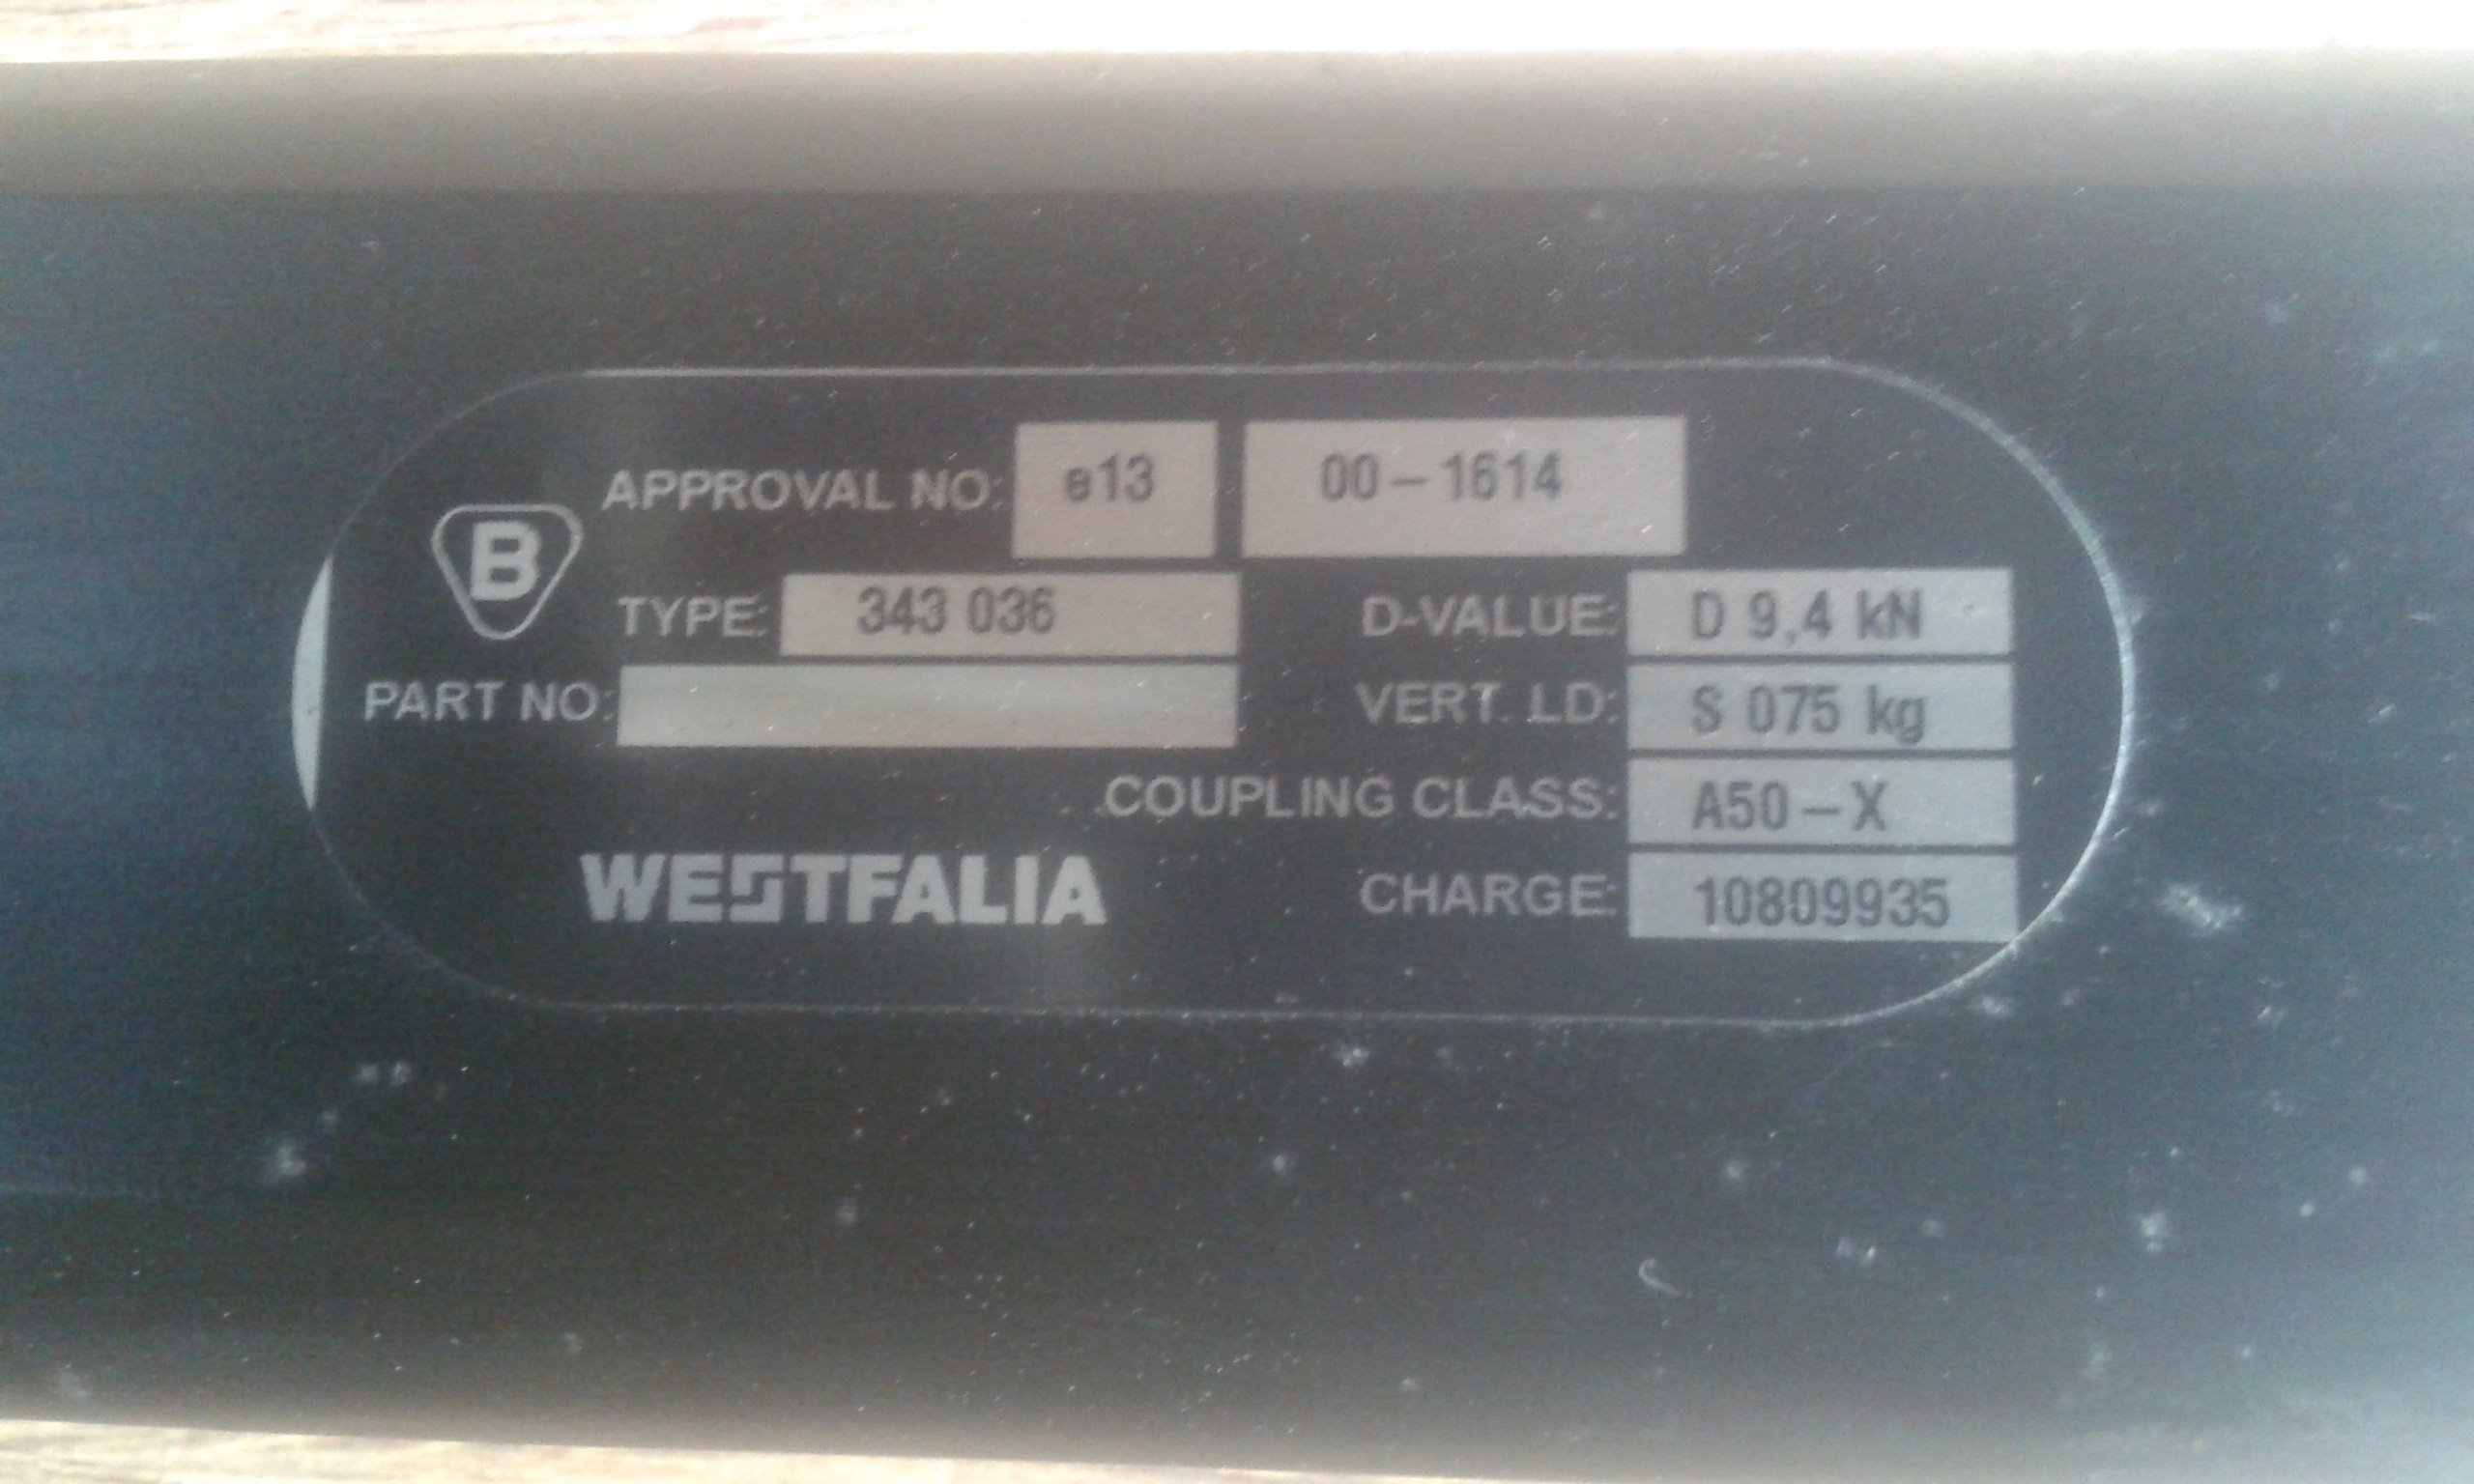 APPROVAL NO: e13 00-1614
B
TYPE: 343 036 D-VALUE: D 9,4 kN
PART NO: VERT. LD: S 075 kg
COUPLING CLASS: A50-X
WESTFALIA CHARGE: 10809935